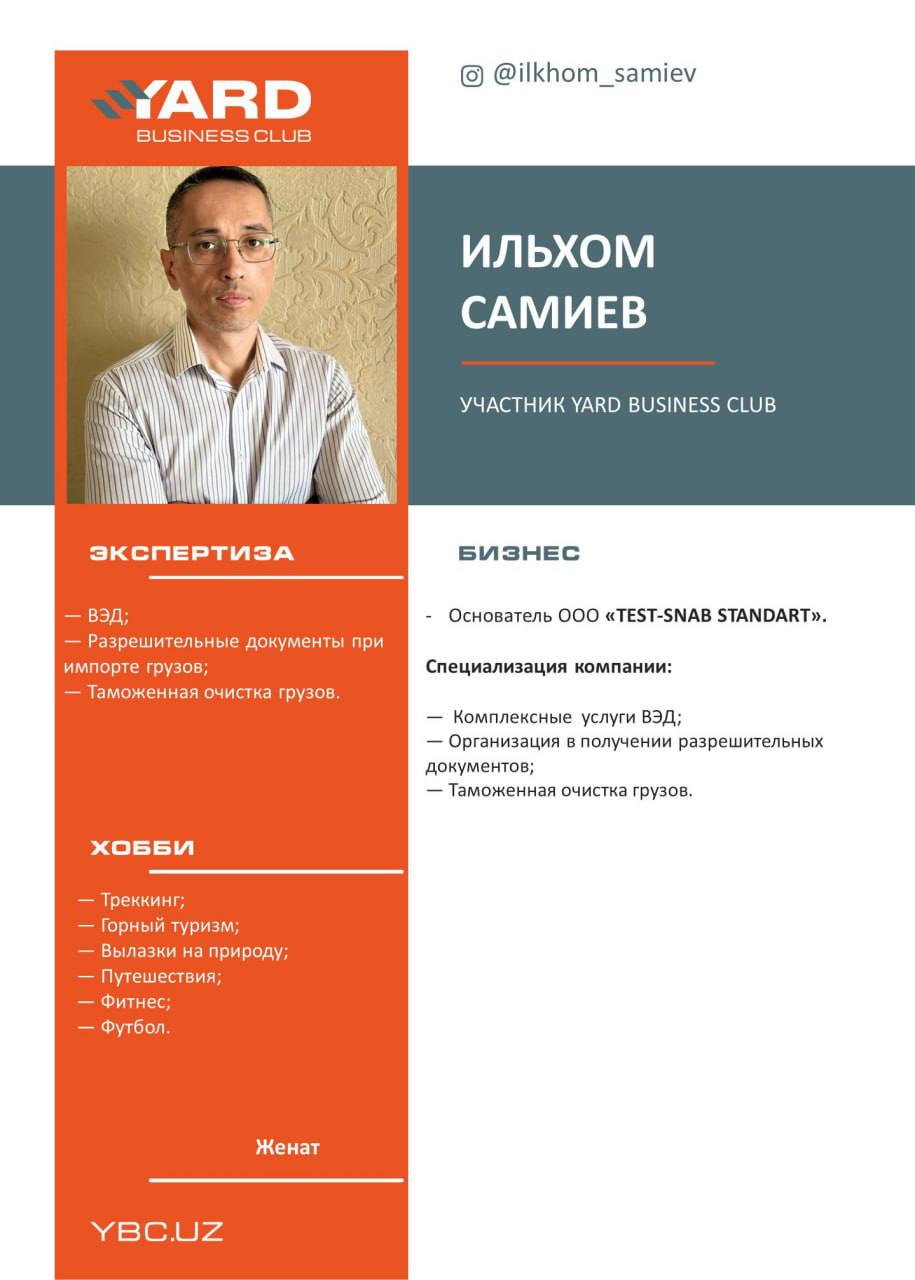 YARD
BUSINESS CLUB
@ilkhom_samiev
ИЛЬХОМ
САМИЕВ
УЧАСТНИК YARD BUSINESS CLUB
ЭКСПЕРТИЗА
— ВЭД;
— Разрешительные документы при
импорте грузов;
— Таможенная очистка грузов.
ХОББИ
— Треккинг;
— Горный туризм;
— Вылазки на природу;
— Путешествия;
— Фитнес;
— Футбол.
Женат
YBC.UZ
БИЗНЕС
- Основатель ООО «TEST-SNAB STANDART».
Специализация компании:
— Комплексные услуги ВЭД;
— Организация в получении разрешительных
документов;
— Таможенная очистка грузов.